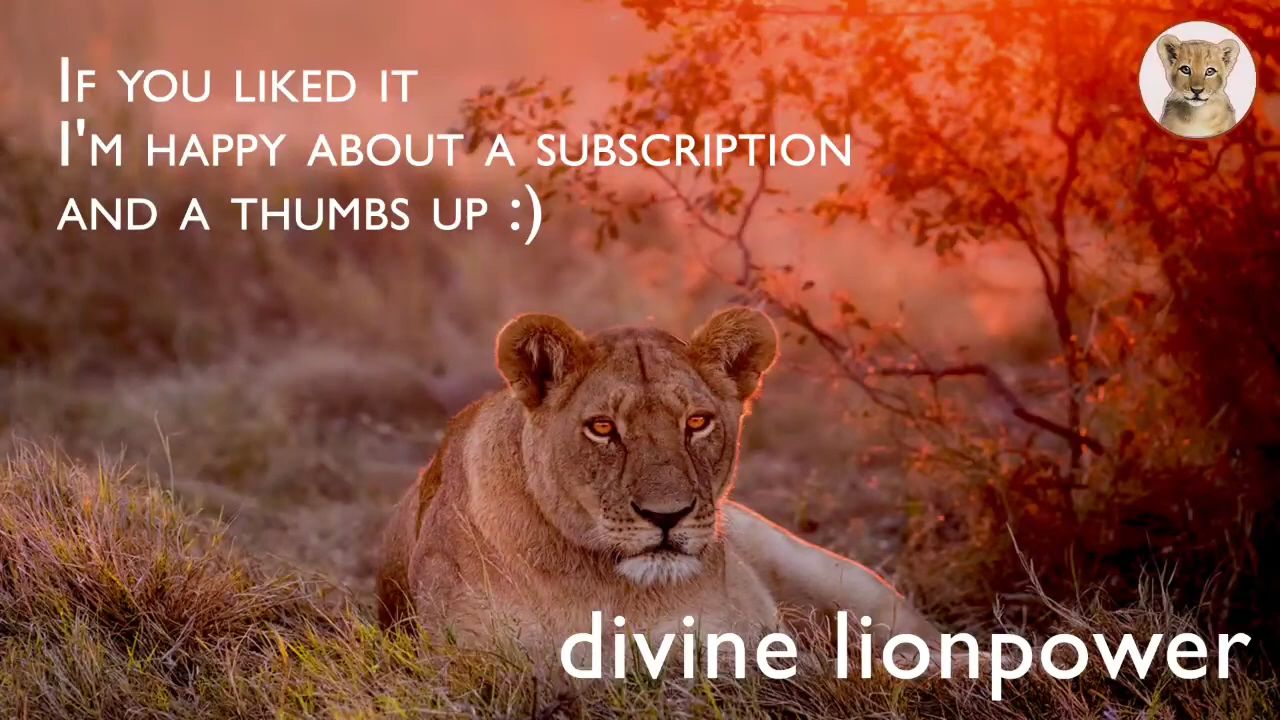 If you liked it
I'm happy about a subscription
and a thumbs up :)
divine lionpower